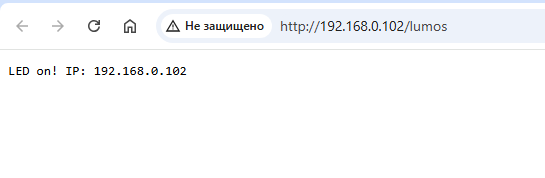 Не защищено http://192.168.0.102/lumos
LED on! IP: 192.168.0.102